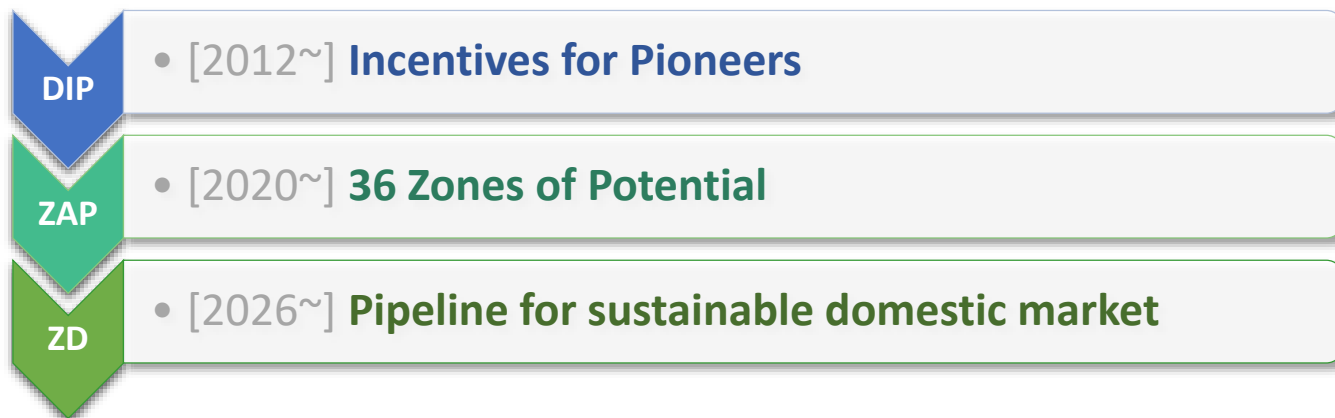 DIP
• [2012~] Incentives for Pioneers
ZAP
• [2020~] 36 Zones of Potential
ZD
• [2026~] Pipeline for sustainable domestic market